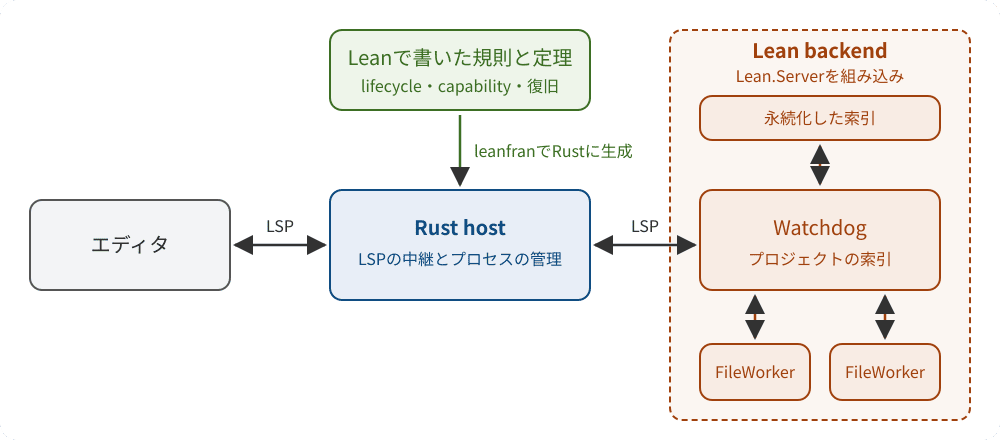 Leanで書いた規則と定理
lifecycle・capability・復旧
leanfranでRustに生成
エディタ
LSP
Rust host
LSPの中継とプロセスの管理
LSP
Lean backend
Lean.Serverを組み込み
永続化した索引
Watchdog
プロジェクトの索引
FileWorker
FileWorker